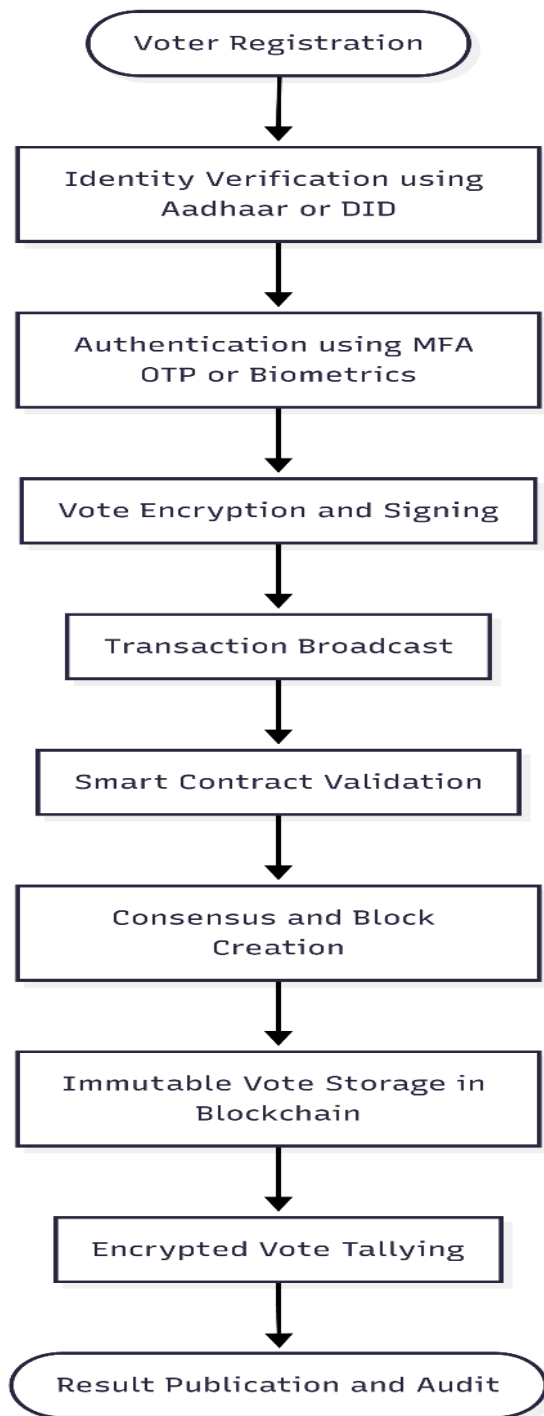 Voter Registration
Identity Verification using
Aadhaar or DID
Authentication using MFA
OTP or Biometrics
Vote Encryption and Signing
Transaction Broadcast
Smart Contract Validation
Consensus and Block
Creation
Immutable Vote Storage in
Blockchain
Encrypted Vote Tallying
Result Publication and Audit